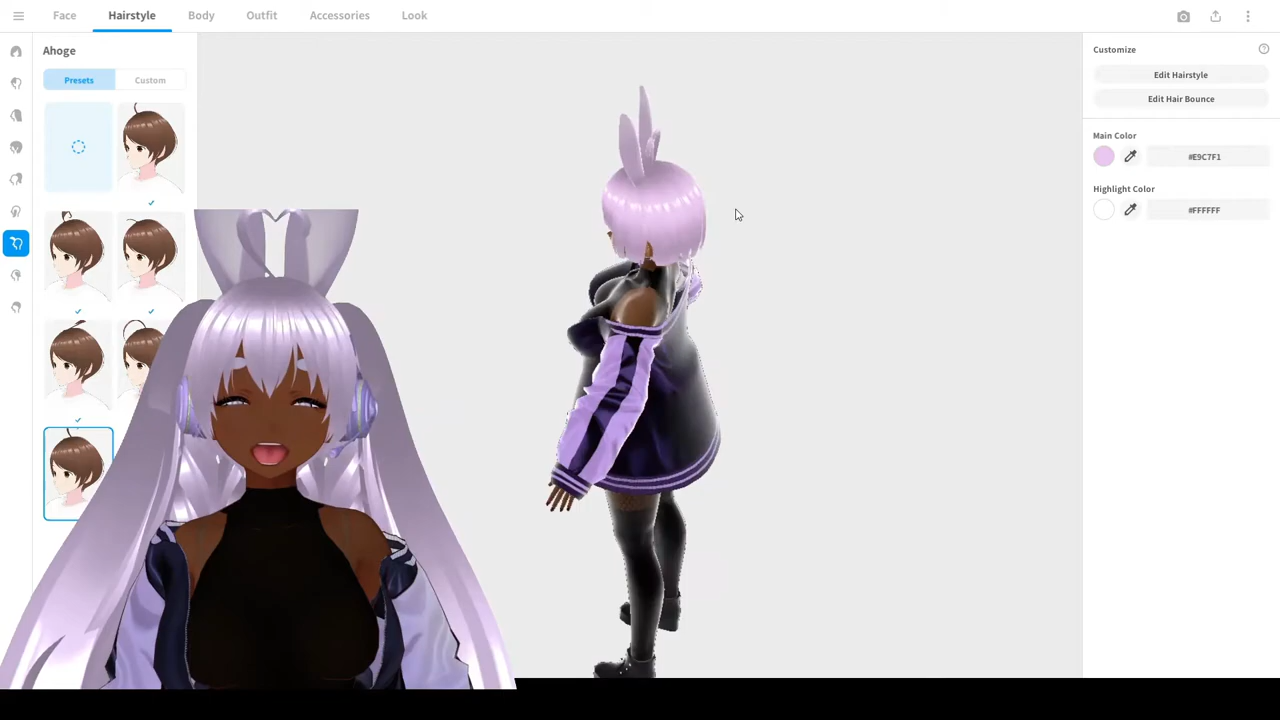 Face Hairstyle Body Outfit Accessories Look
Ahoge
Presets Custom
Customize
Edit Hairstyle
Edit Hair Bounce
Main Color
#E9C7F1
Highlight Color
#FFFFFF